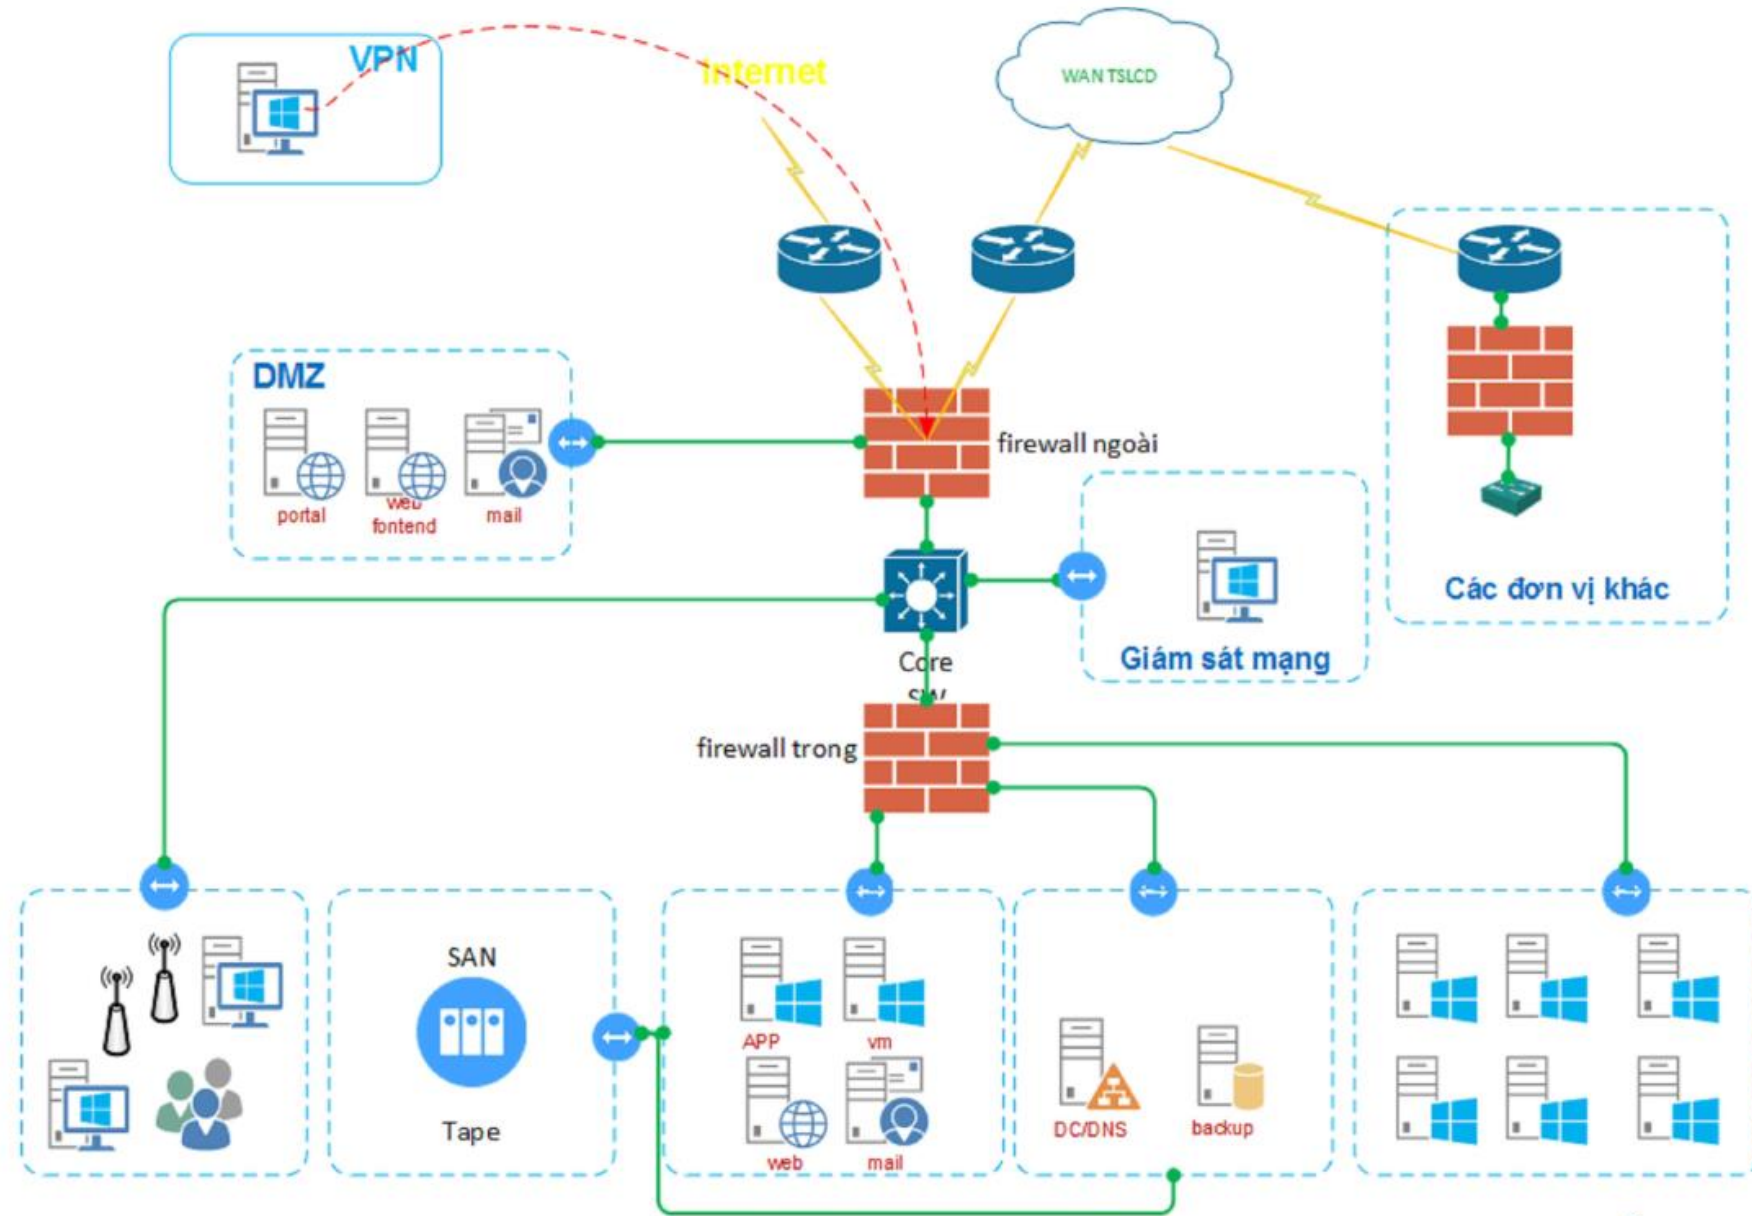 VPN
Internet
WAN TSLCD
DMZ
portal
web
fontend
mail
firewall ngoài
Các đơn vị khác
Giám sát mạng
Core
SW
firewall trong
SAN
Tape
APP
vm
web
mail
DC/DNS
backup